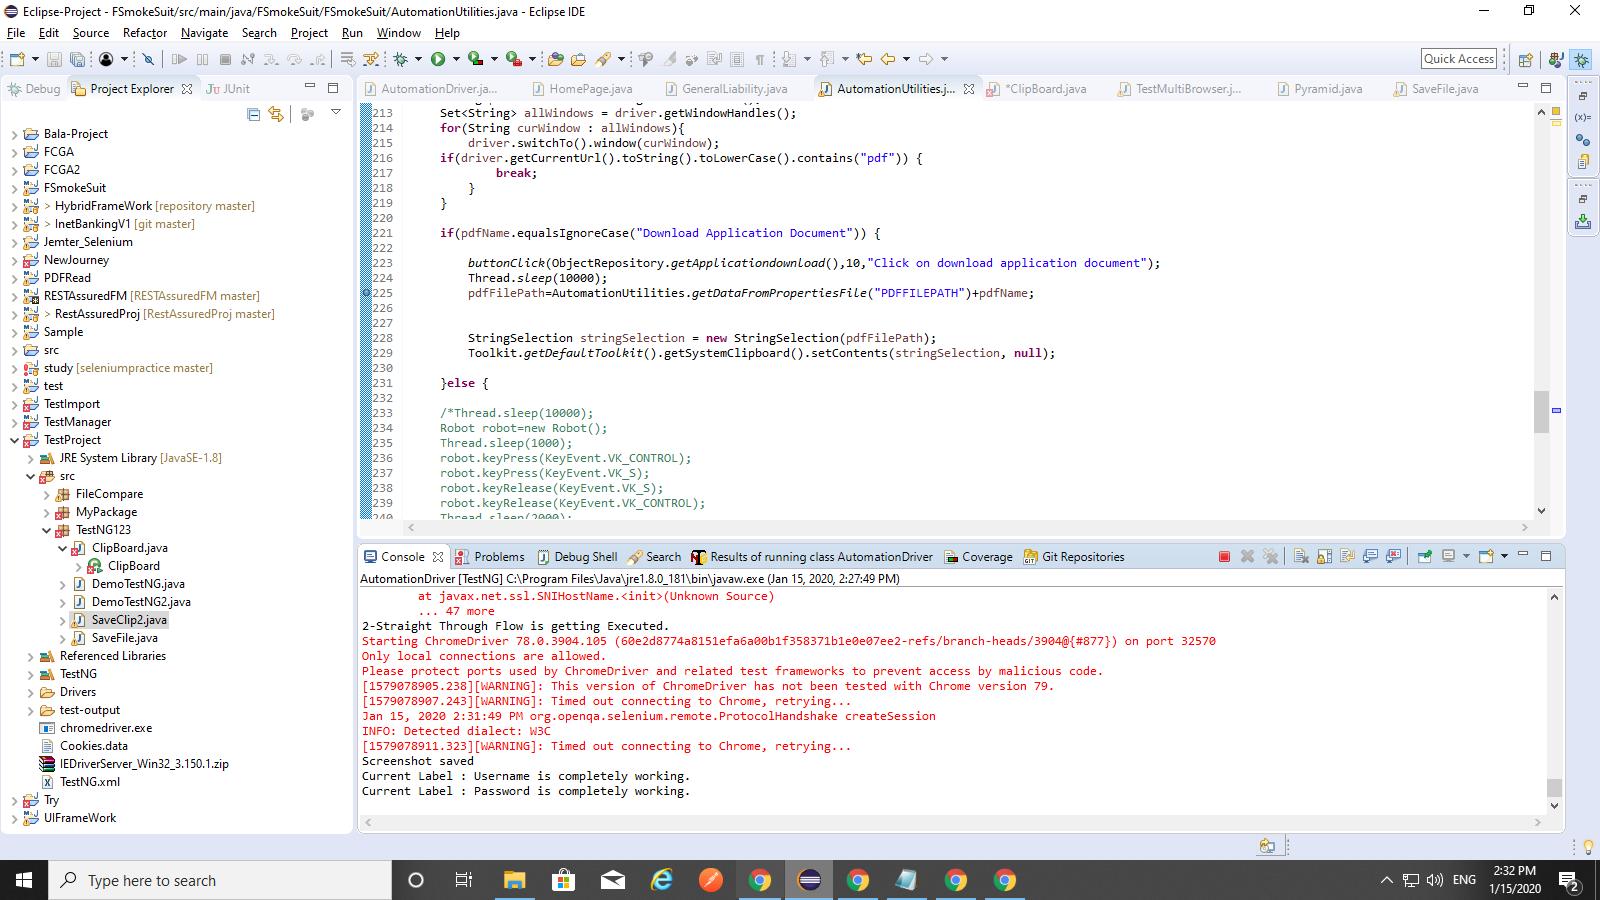 Eclipse-Project - FSmokeSuit/src/main/java/FSmokeSuit/FSmokeSuit/AutomationUtilities.java - Eclipse IDE
File Edit Source Refactor Navigate Search Project Run Window Help
Quick Access
Debug Project Explorer JUnit
AutomationDriver.ja... HomePage.java GeneralLiability.java AutomationUtilities.j... *ClipBoard.java TestMultiBrowser.j... Pyramid.java SaveFile.java
Bala-Project
FCGA
FCGA2
FSmokeSuit
> HybridFrameWork [repository master]
> InetBankingV1 [git master]
Jemter_Selenium
NewJourney
PDFRead
RESTAssuredFM [RESTAssuredFM master]
> RestAssuredProj [RestAssuredProj master]
Sample
src
study [seleniumpractice master]
test
TestImport
TestManager
TestProject
JRE System Library [JavaSE-1.8]
src
FileCompare
MyPackage
TestNG123
ClipBoard.java
ClipBoard
DemoTestNG.java
DemoTestNG2.java
SaveClip2.java
SaveFile.java
Referenced Libraries
TestNG
Drivers
test-output
chromedriver.exe
Cookies.data
IEDriverServer_Win32_3.150.1.zip
TestNG.xml
Try
UIFrameWork
213 Set<String> allWindows = driver.getWindowHandles();
214 for(String curWindow : allWindows){
215 driver.switchTo().window(curWindow);
216 if(driver.getCurrentUrl().toString().toLowerCase().contains("pdf")) {
217 break;
218 }
219 }
220
221 if(pdfName.equalsIgnoreCase("Download Application Document")) {
222
223 buttonClick(ObjectRepository.getApplicationdownload(),10,"Click on download application document");
224 Thread.sleep(10000);
225 pdfFilePath=AutomationUtilities.getDataFromPropertiesFile("PDFFILEPATH")+pdfName;
226
227
228 StringSelection stringSelection = new StringSelection(pdfFilePath);
229 Toolkit.getDefaultToolkit().getSystemClipboard().setContents(stringSelection, null);
230
231 }else {
232
233 /*Thread.sleep(10000);
234 Robot robot=new Robot();
235 Thread.sleep(1000);
236 robot.keyPress(KeyEvent.VK_CONTROL);
237 robot.keyPress(KeyEvent.VK_S);
238 robot.keyRelease(KeyEvent.VK_S);
239 robot.keyRelease(KeyEvent.VK_CONTROL);
240 Thread.sleep(2000);
Console Problems Debug Shell Search Results of running class AutomationDriver Coverage Git Repositories
AutomationDriver [TestNG] C:\Program Files\Java\jre1.8.0_181\bin\javaw.exe (Jan 15, 2020, 2:27:49 PM)
at javax.net.ssl.SNIHostName.<init>(Unknown Source)
... 47 more
2-Straight Through Flow is getting Executed.
Starting ChromeDriver 78.0.3904.105 (60e2d8774a8151efa6a00b1f358371b1e0e07ee2-refs/branch-heads/3904@{#877}) on port 32570
Only local connections are allowed.
Please protect ports used by ChromeDriver and related test frameworks to prevent access by malicious code.
[1579078905.238][WARNING]: This version of ChromeDriver has not been tested with Chrome version 79.
[1579078907.243][WARNING]: Timed out connecting to Chrome, retrying...
Jan 15, 2020 2:31:49 PM org.openqa.selenium.remote.ProtocolHandshake createSession
INFO: Detected dialect: W3C
[1579078911.323][WARNING]: Timed out connecting to Chrome, retrying...
Screenshot saved
Current Label : Username is completely working.
Current Label : Password is completely working.
Type here to search
ENG
2:32 PM
1/15/2020
2